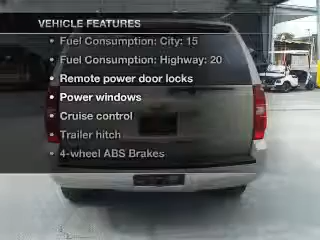 VEHICLE FEATURES
• Fuel Consumption: City: 15
• Fuel Consumption: Highway: 20
• Remote power door locks
• Power windows
• Cruise control
• Trailer hitch
• 4-wheel ABS Brakes